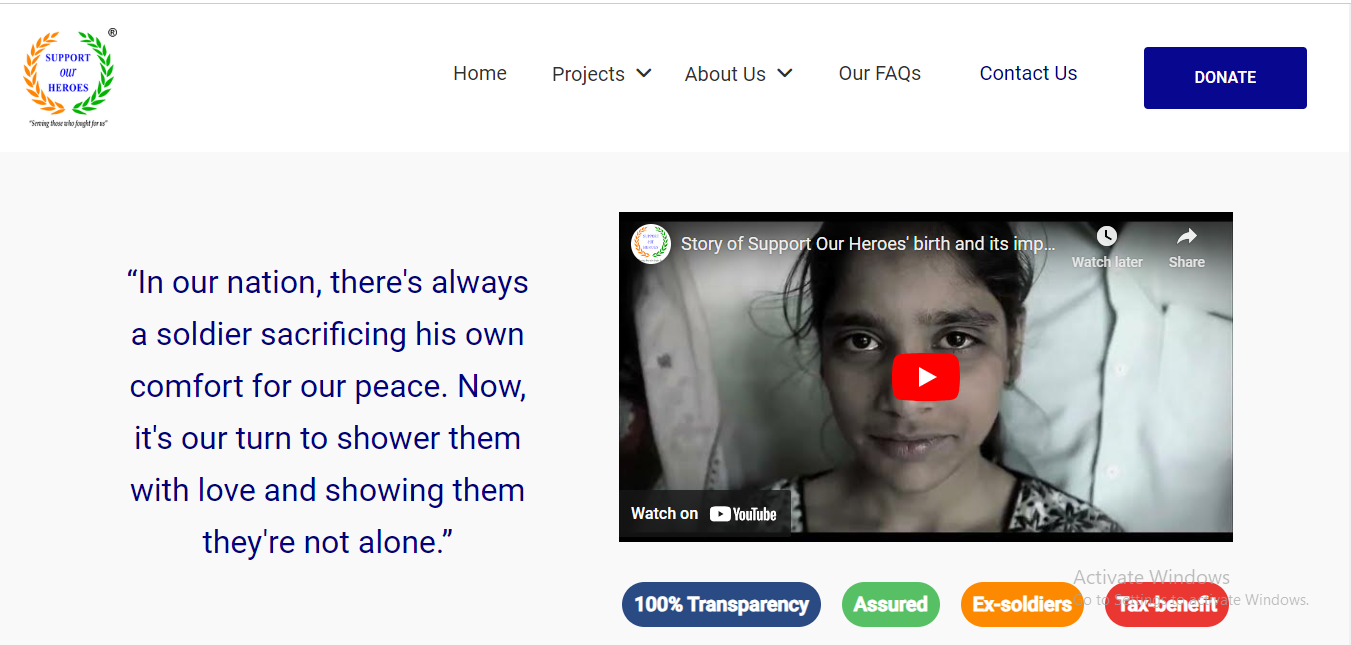 ®
SUPPORT
our
HEROES
"Serving those who fought for us"
Home
Projects
About Us
Our FAQs
Contact Us
DONATE
“In our nation, there's always
a soldier sacrificing his own
comfort for our peace. Now,
it's our turn to shower them
with love and showing them
they're not alone.”
SUPPORT
our
HEROES
Story of Support Our Heroes' birth and its imp...
Watch later
Share
Watch on YouTube
100% Transparency
Assured
Ex-soldiers
Tax-benefit
Activate Windows
Go to Settings to activate Windows.